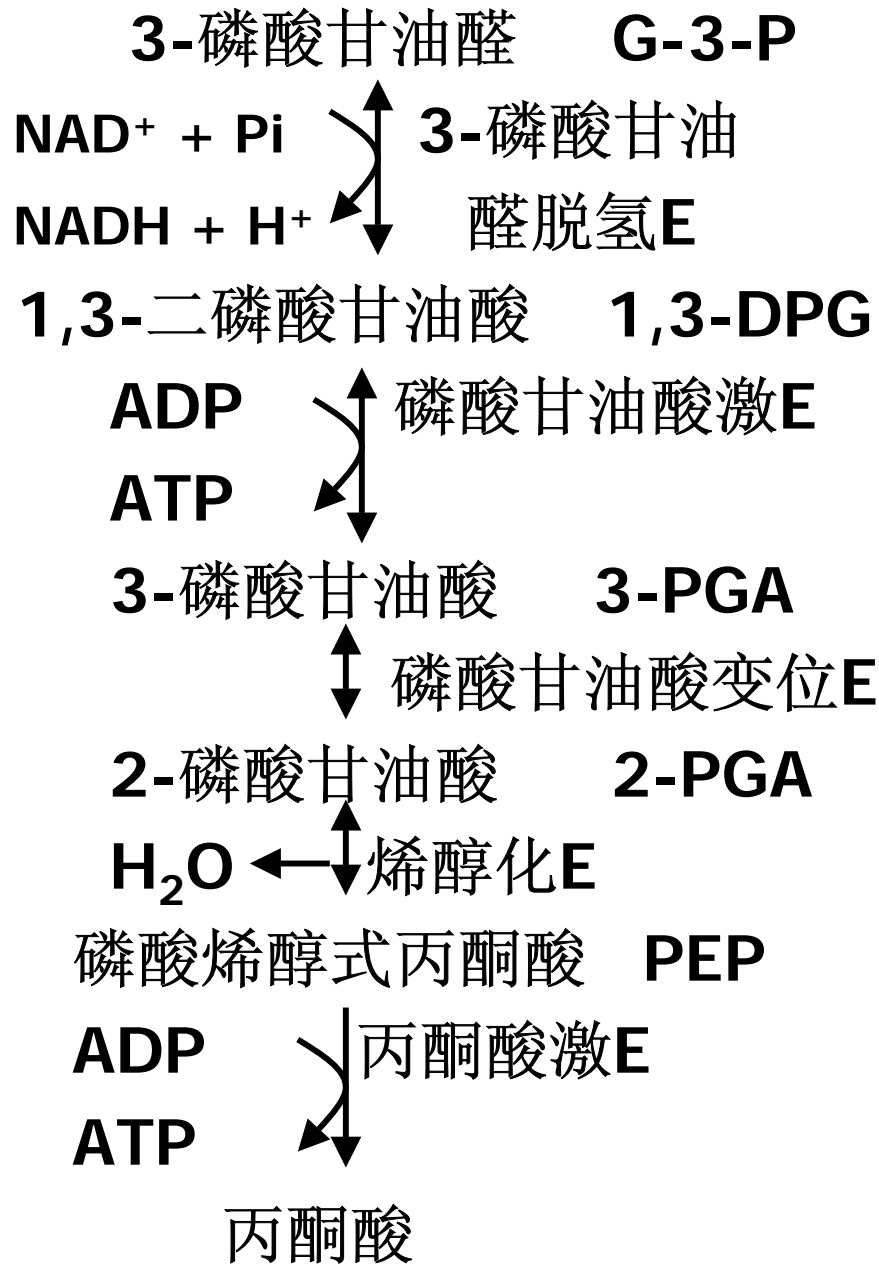 3-磷酸甘油醛 G-3-P
NAD⁺ + Pi 3-磷酸甘油
NADH + H⁺ 醛脱氢E
1,3-二磷酸甘油酸 1,3-DPG
ADP 磷酸甘油酸激E
ATP
3-磷酸甘油酸 3-PGA
磷酸甘油酸变位E
2-磷酸甘油酸 2-PGA
H₂O 烯醇化E
磷酸烯醇式丙酮酸 PEP
ADP 丙酮酸激E
ATP
丙酮酸